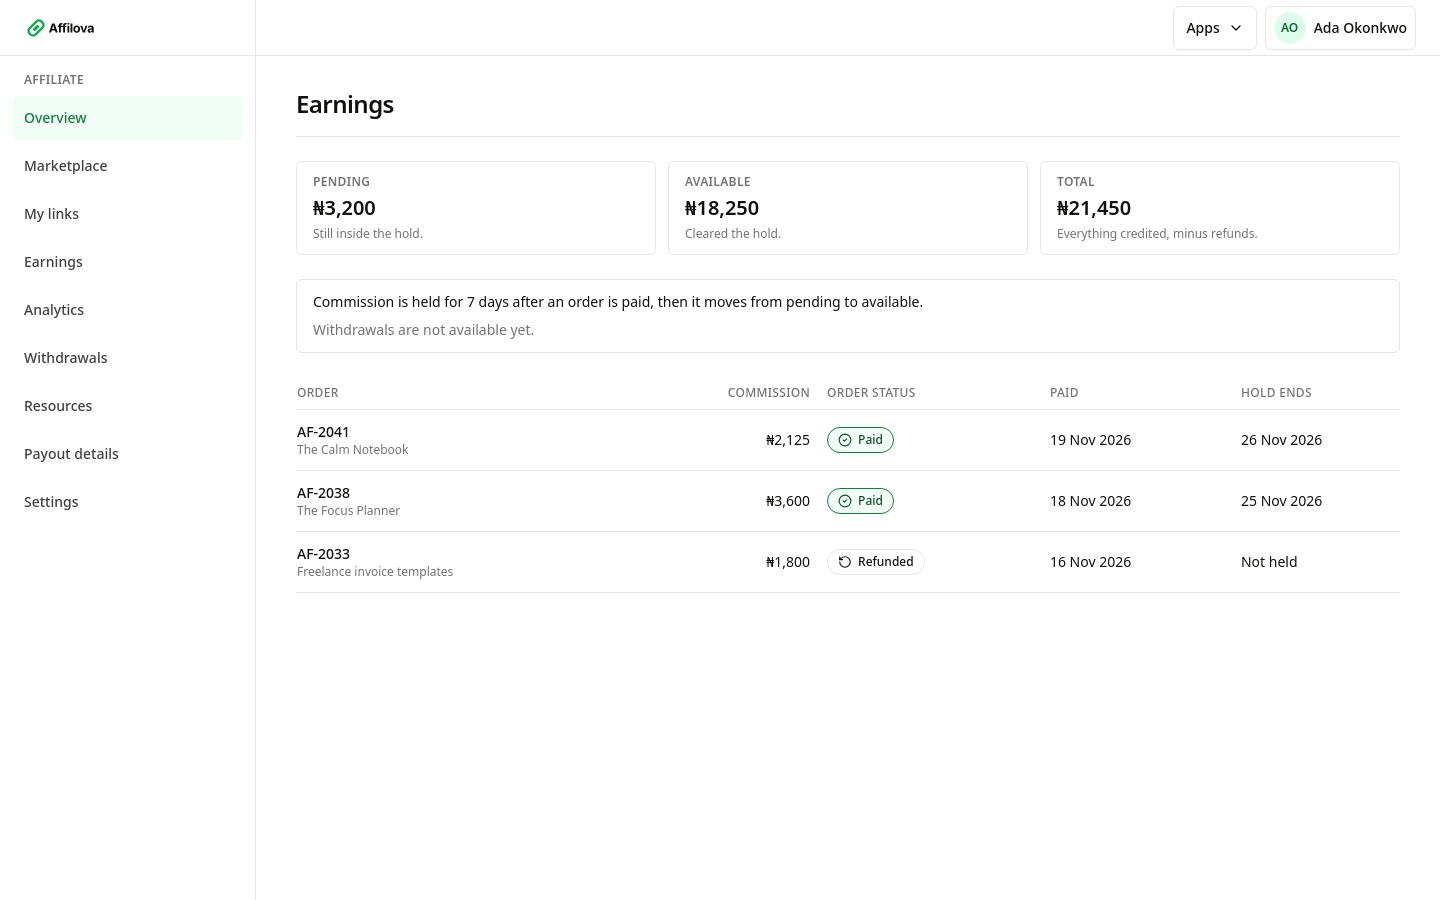 Affilova
Apps
AO
Ada Okonkwo
AFFILIATE
Overview
Marketplace
My links
Earnings
Analytics
Withdrawals
Resources
Payout details
Settings
Earnings
PENDING
₦3,200
Still inside the hold.
AVAILABLE
₦18,250
Cleared the hold.
TOTAL
₦21,450
Everything credited, minus refunds.
Commission is held for 7 days after an order is paid, then it moves from pending to available.
Withdrawals are not available yet.
ORDER COMMISSION ORDER STATUS PAID HOLD ENDS
AF-2041
The Calm Notebook
₦2,125 Paid 19 Nov 2026 26 Nov 2026
AF-2038
The Focus Planner
₦3,600 Paid 18 Nov 2026 25 Nov 2026
AF-2033
Freelance invoice templates
₦1,800 Refunded 16 Nov 2026 Not held